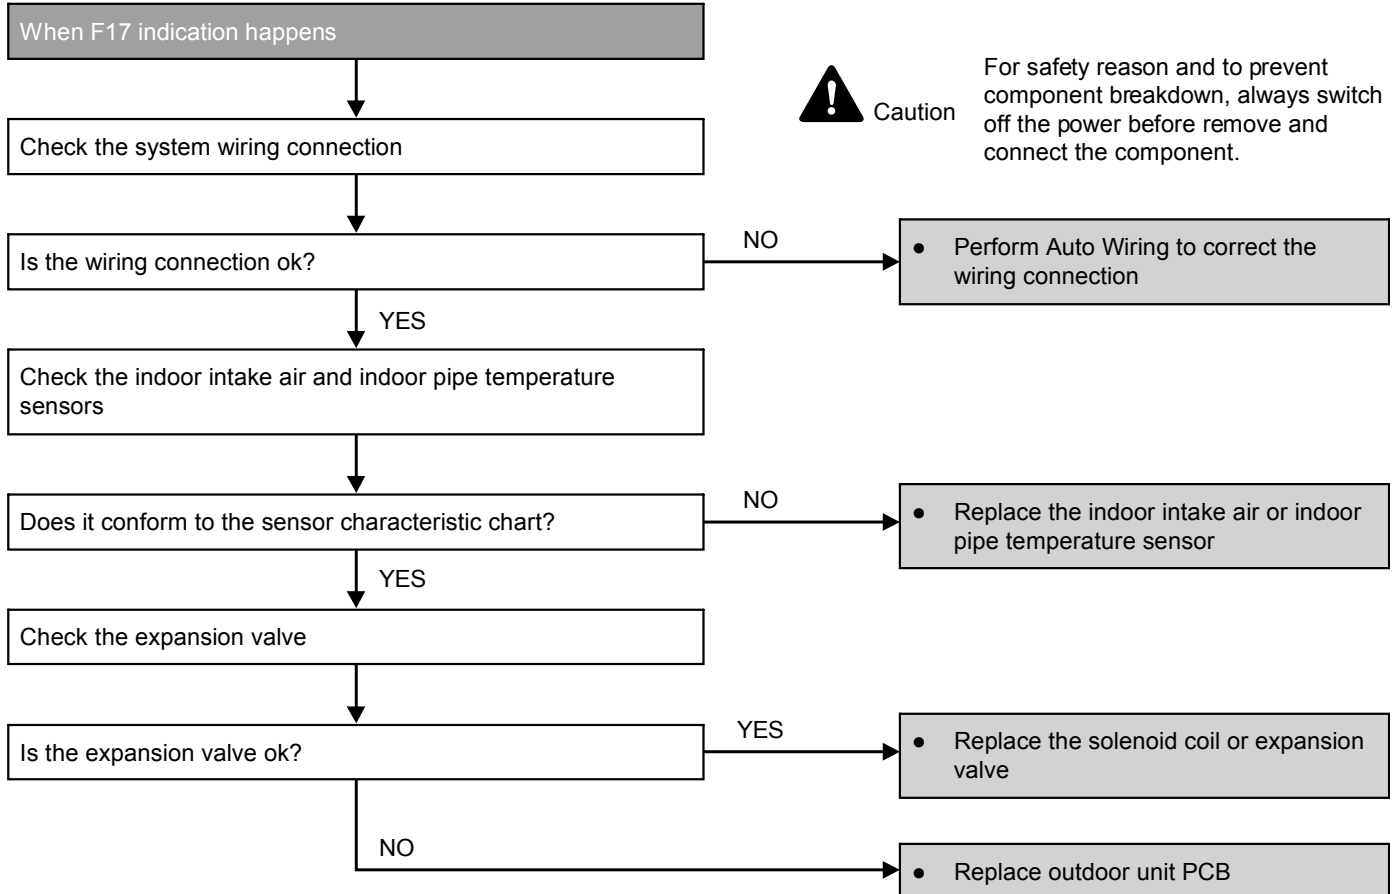 When F17 indication happens
For safety reason and to prevent
component breakdown, always switch
off the power before remove and
connect the component.
Caution
Check the system wiring connection
Is the wiring connection ok?
NO
● Perform Auto Wiring to correct the
wiring connection
YES
Check the indoor intake air and indoor pipe temperature
sensors
Does it conform to the sensor characteristic chart?
NO
● Replace the indoor intake air or indoor
pipe temperature sensor
YES
Check the expansion valve
Is the expansion valve ok?
YES
● Replace the solenoid coil or expansion
valve
NO
● Replace outdoor unit PCB